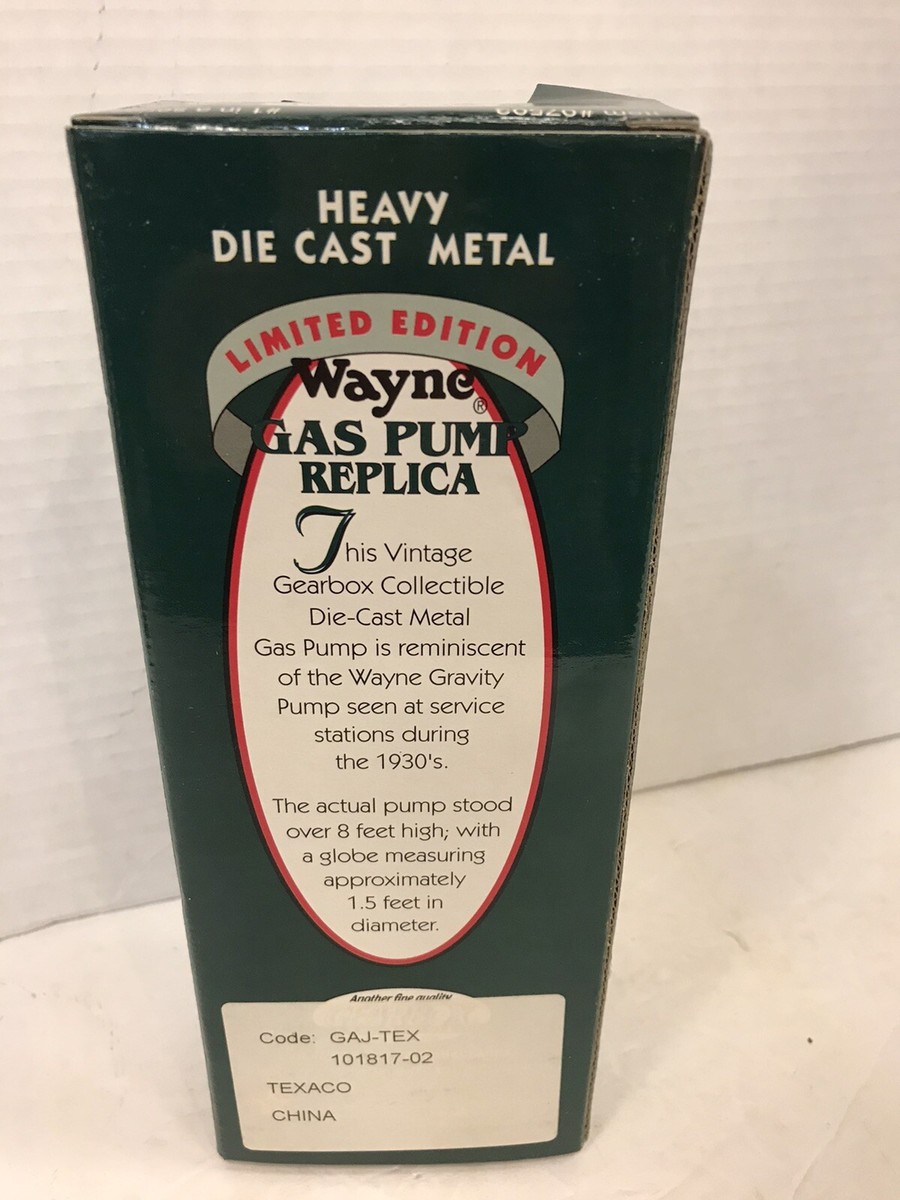 HEAVY
DIE CAST METAL
LIMITED EDITION
Wayne®
GAS PUMP
REPLICA
This Vintage
Gearbox Collectible
Die-Cast Metal
Gas Pump is reminiscent
of the Wayne Gravity
Pump seen at service
stations during
the 1930's.
The actual pump stood
over 8 feet high; with
a globe measuring
approximately
1.5 feet in
diameter.
Another fine quality
Code: GAJ-TEX
101817-02
TEXACO
CHINA